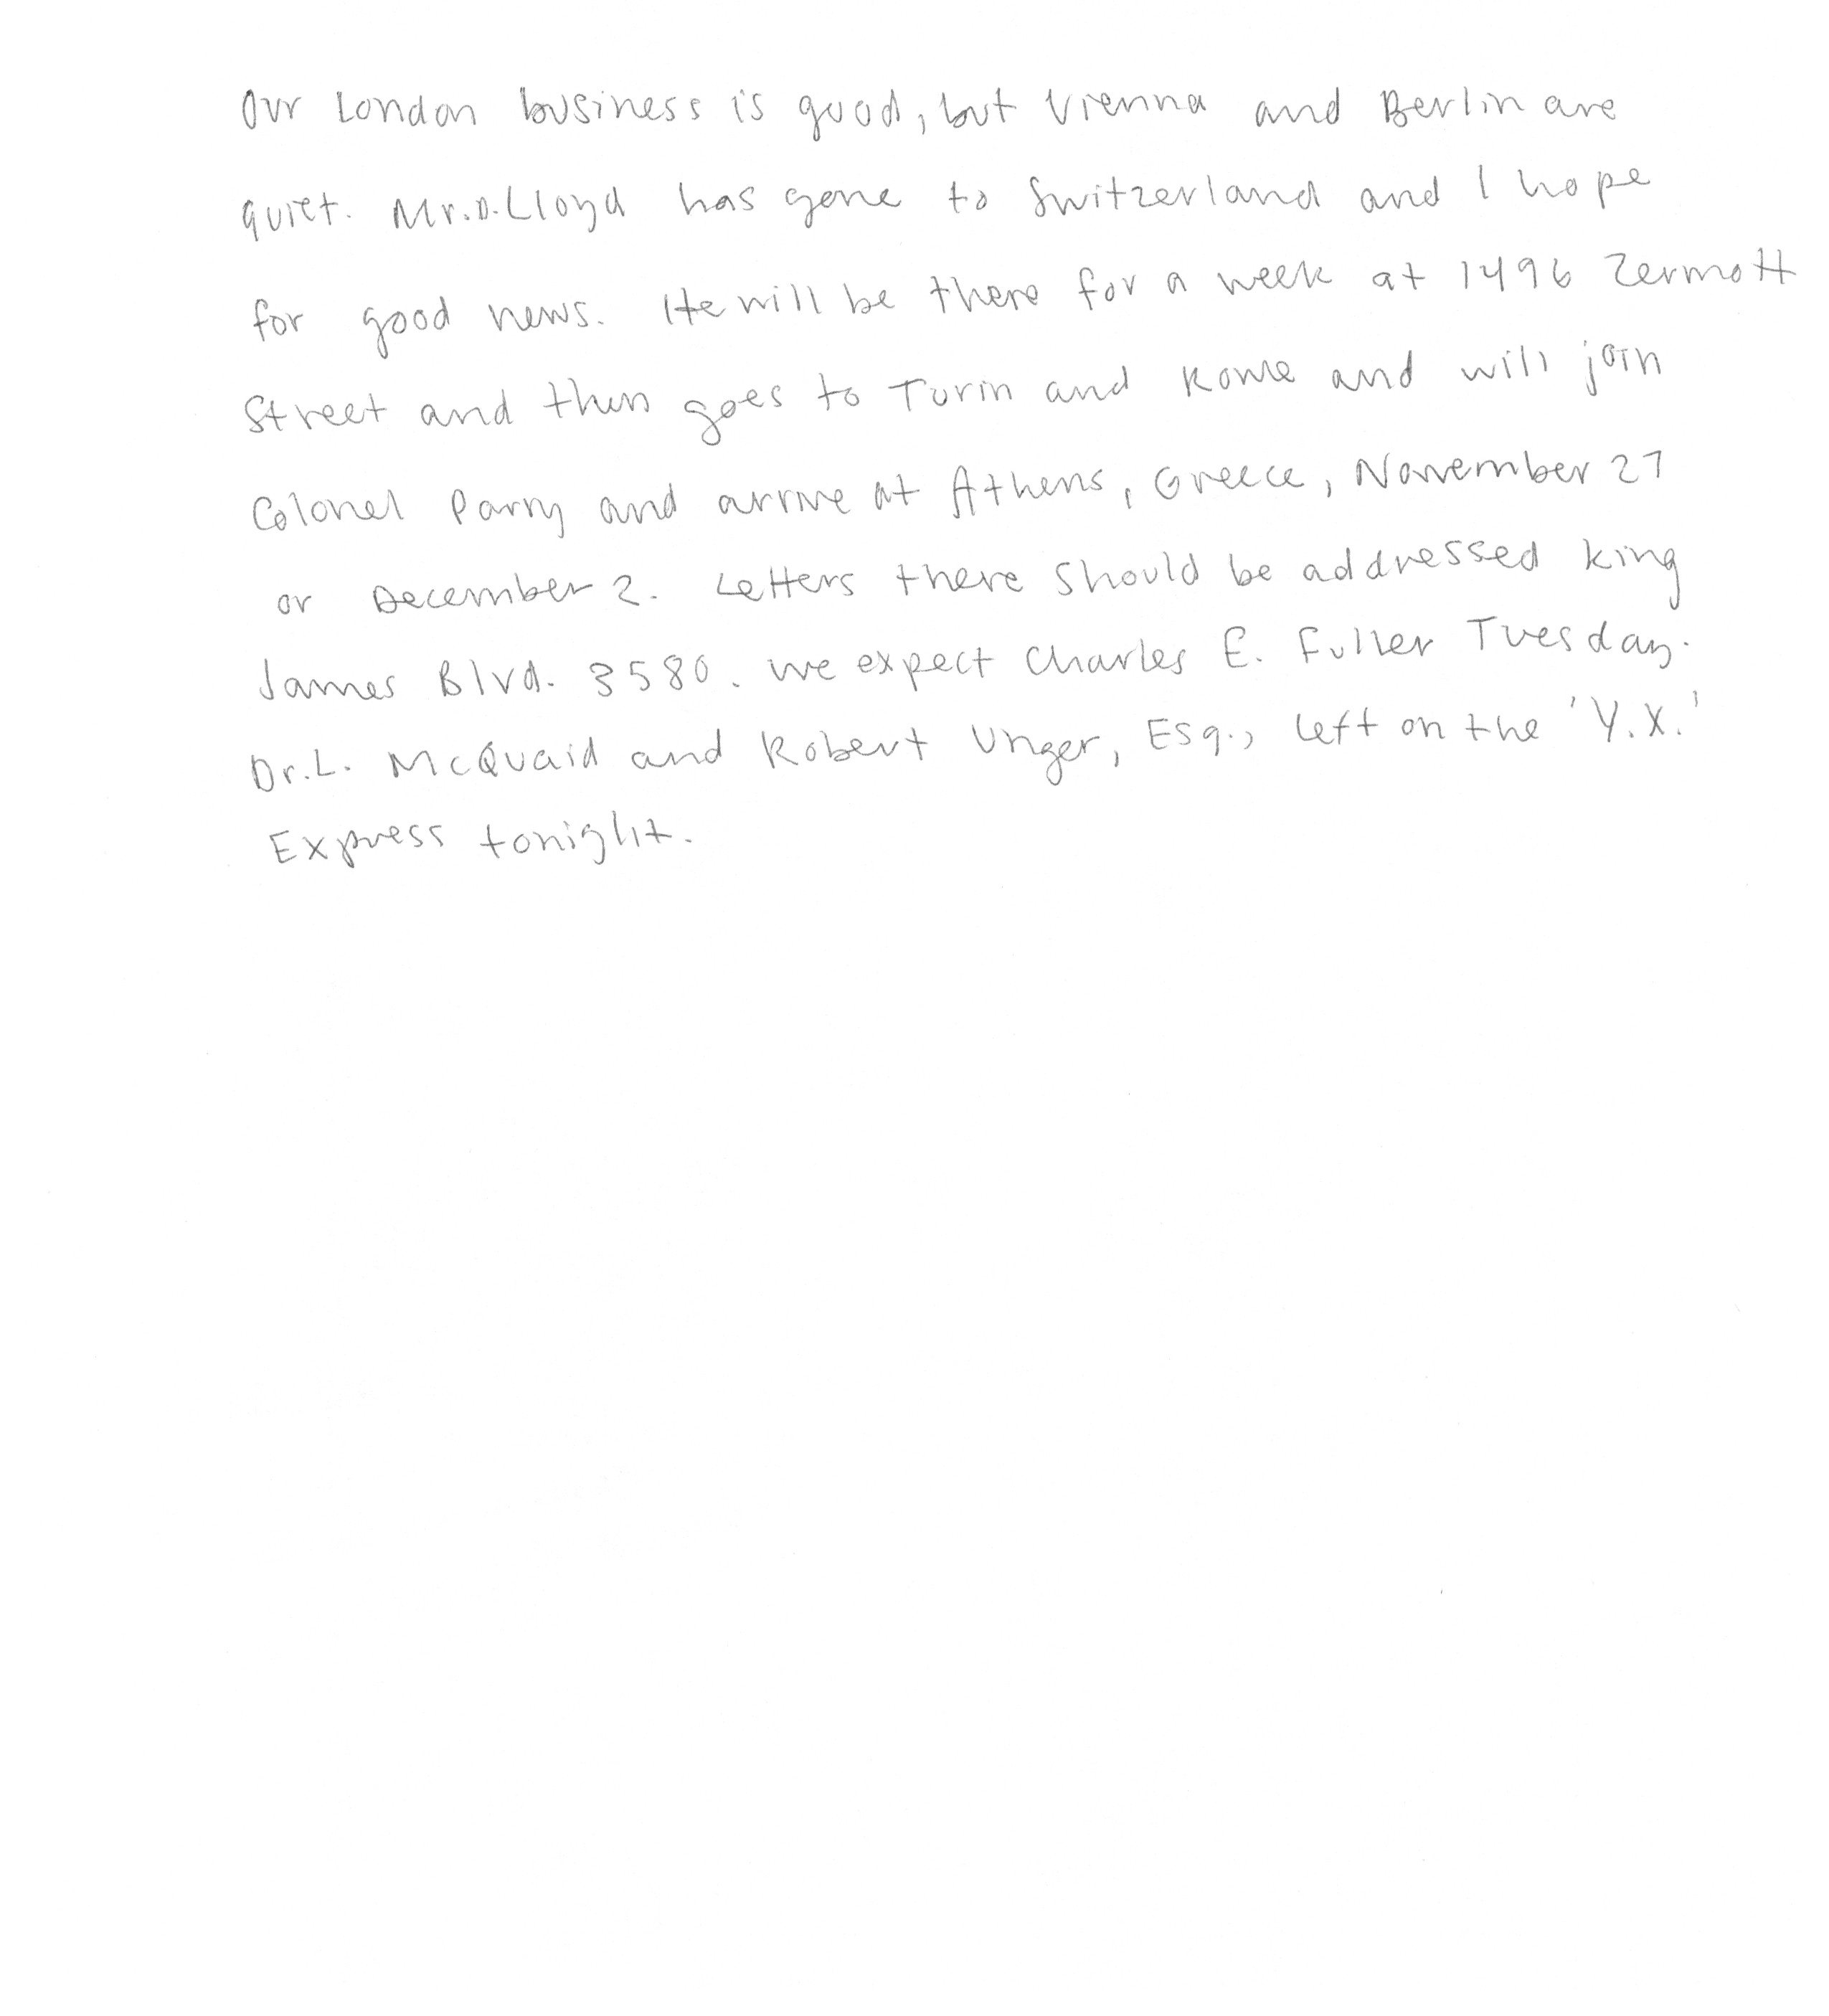 Our London business is good, but Vienna and Berlin are
quiet. Mr. D. Lloyd has gone to Switzerland and I hope
for good news. He will be there for a week at 1496 Zermott
Street and then goes to Turin and Rome and will join
Colonel Parry and arrive at Athens, Greece, November 27
or December 2. Letters there should be addressed King
James Blvd. 3580. We expect Charles E. Fuller Tuesday.
Dr. L. McQuaid and Robert Unger, Esq., left on the 'Y.X.'
Express tonight.